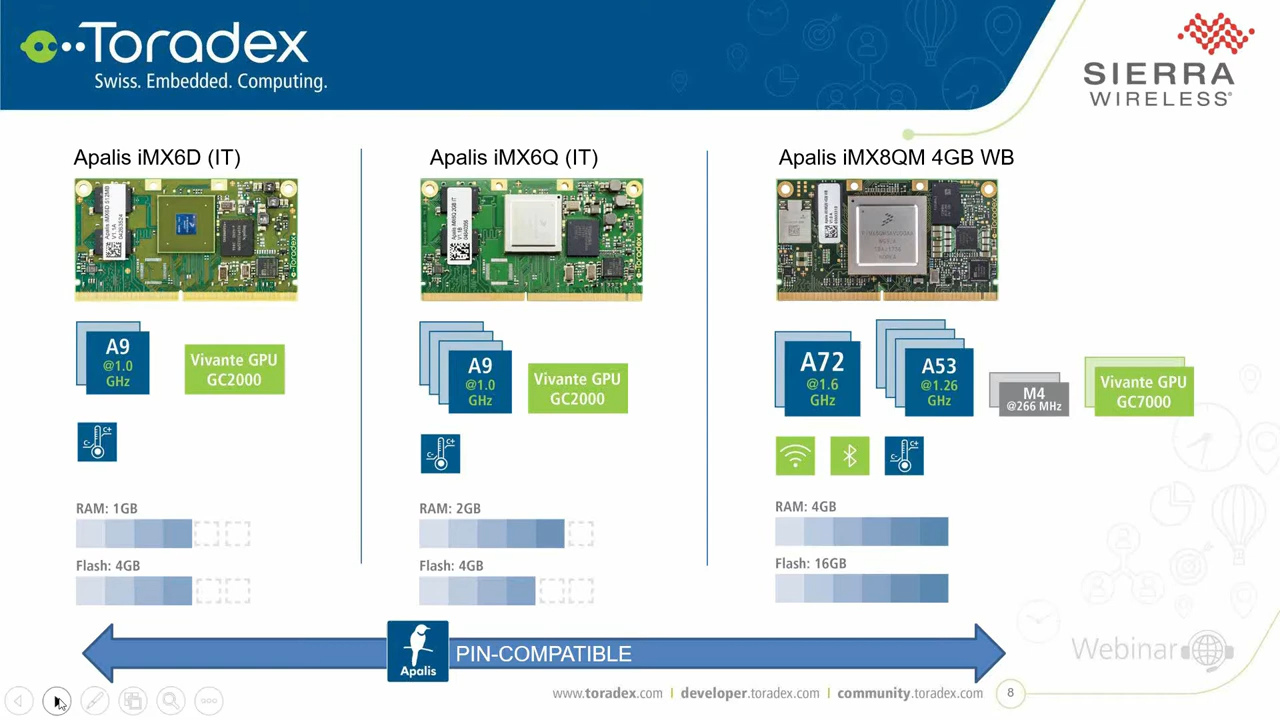 Toradex
Swiss. Embedded. Computing.
SIERRA
WIRELESS
Apalis iMX6D (IT)
Apalis iMX6Q (IT)
Apalis iMX8QM 4GB WB
A9
@1.0
GHz
Vivante GPU
GC2000
A9
@1.0
GHz
Vivante GPU
GC2000
A72
@1.6
GHz
A53
@1.26
GHz
M4
@266 MHz
Vivante GPU
GC7000
C- C+
C- C+
C- C+
RAM: 1GB
Flash: 4GB
RAM: 2GB
Flash: 4GB
RAM: 4GB
Flash: 16GB
Apalis
PIN-COMPATIBLE
Webinar
www.toradex.com | developer.toradex.com | community.toradex.com
8